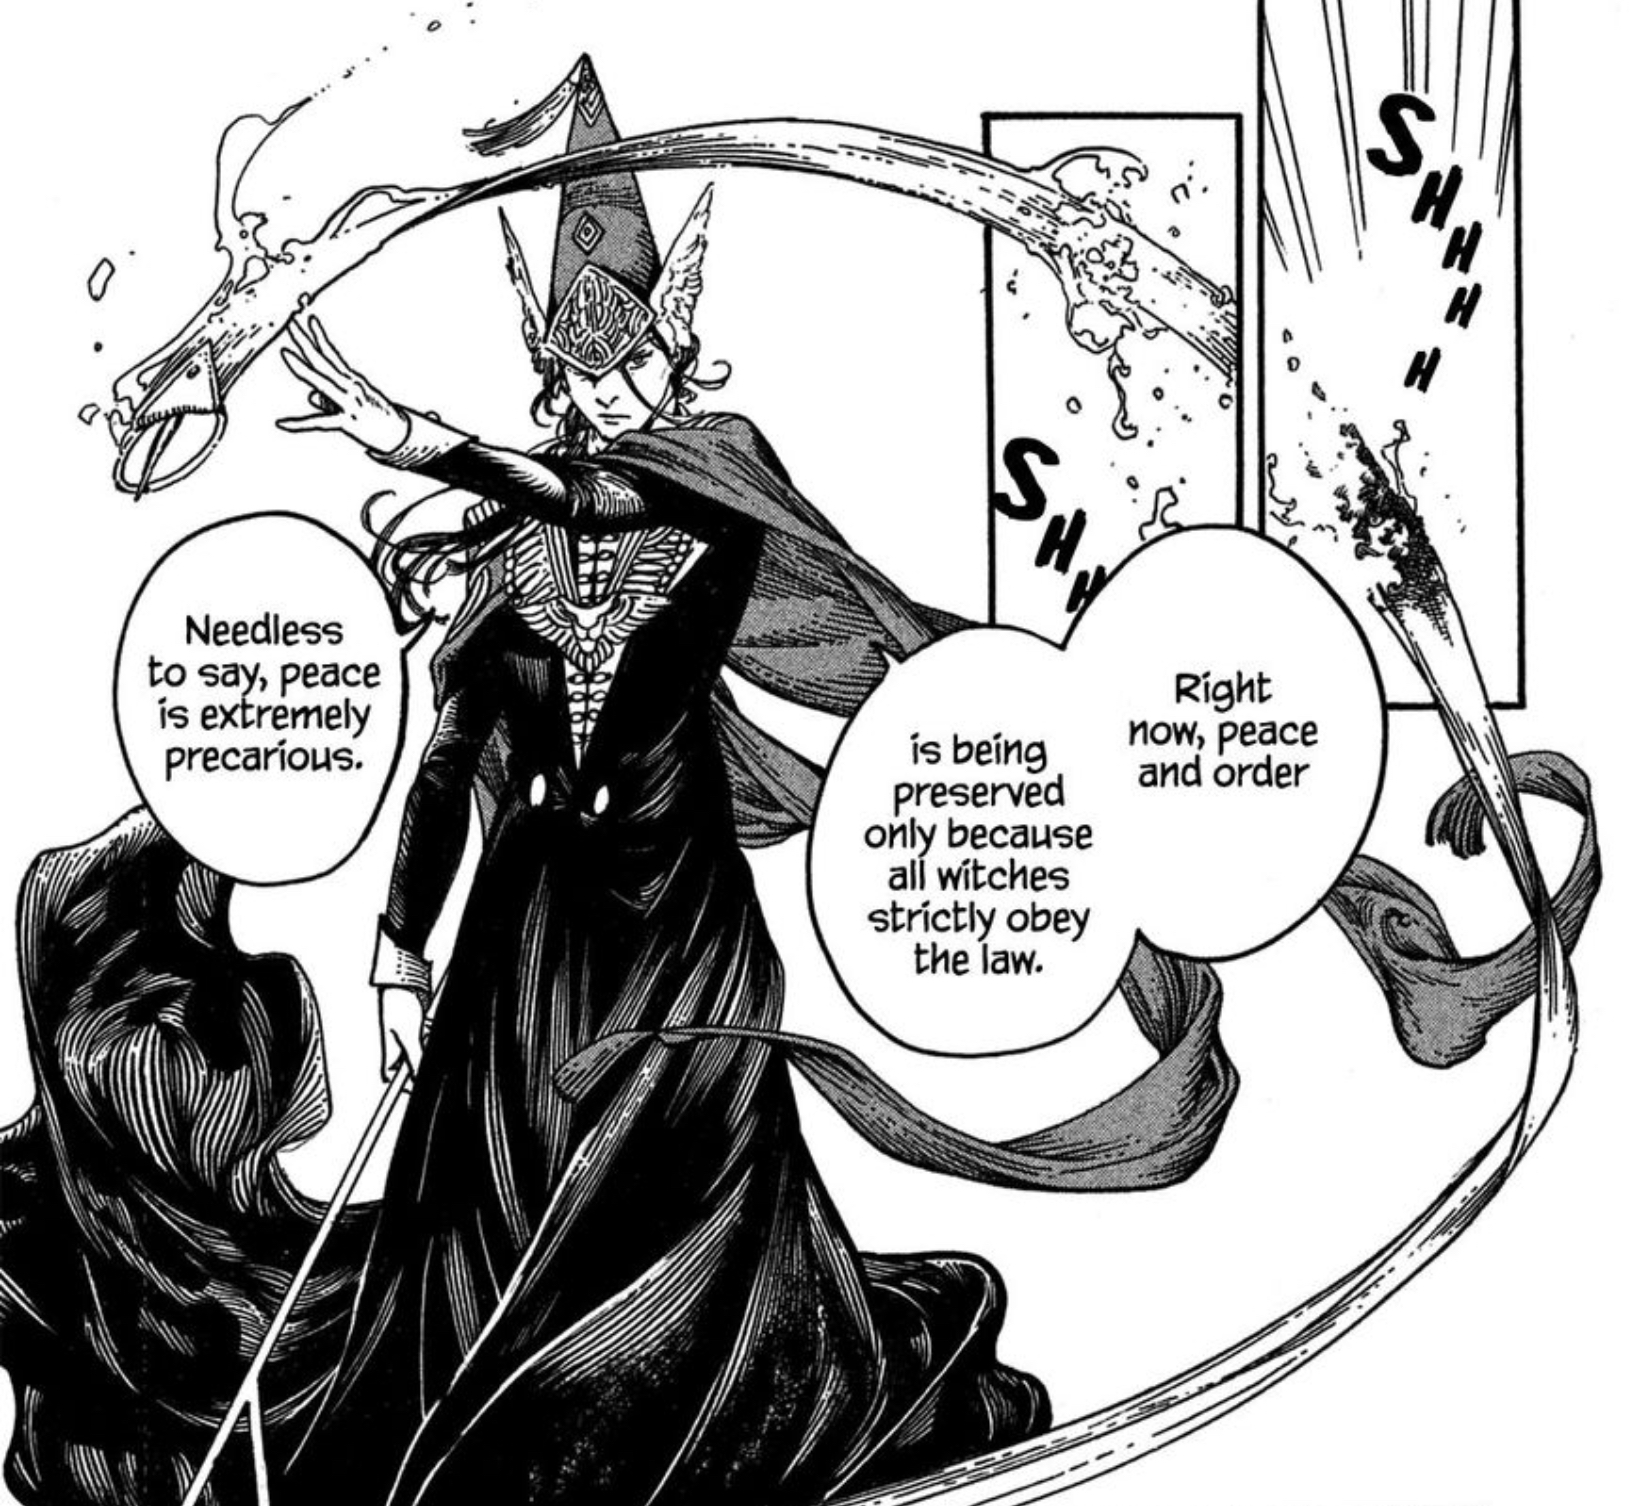 SHHHH
SHH
Right
now, peace
and order
is being
preserved
only because
all witches
strictly obey
the law.
Needless
to say, peace
is extremely
precarious.